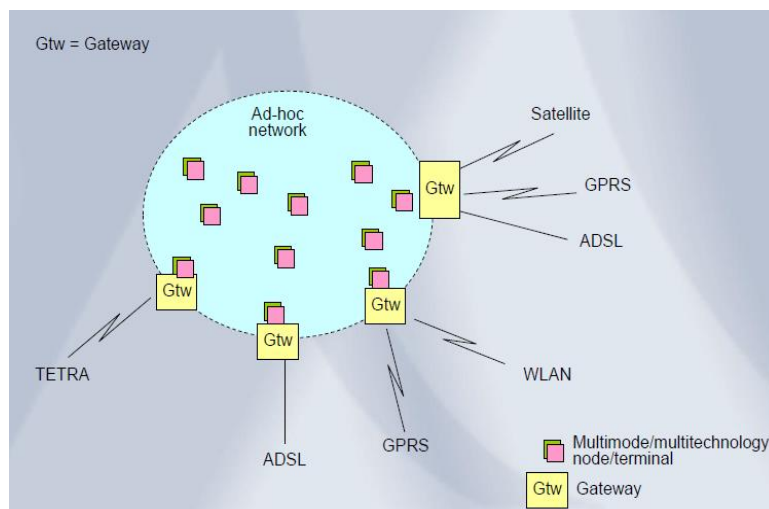 Gtw = Gateway
Ad-hoc
network
Satellite
Gtw
GPRS
ADSL
Gtw
Gtw
Gtw
TETRA
WLAN
GPRS
ADSL
Multimode/multitechnology
node/terminal
Gtw
Gateway